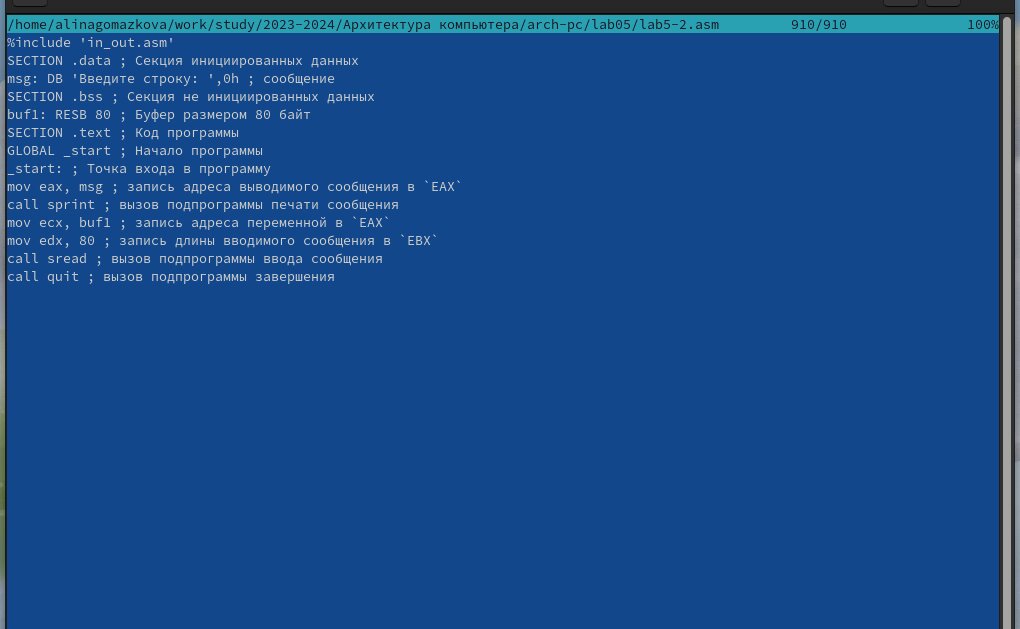 /home/alinagomazkova/work/study/2023-2024/Архитектура компьютера/arch-pc/lab05/lab5-2.asm 910/910 100%
%include 'in_out.asm'
SECTION .data ; Секция инициированных данных
msg: DB 'Введите строку: ',0h ; сообщение
SECTION .bss ; Секция не инициированных данных
buf1: RESB 80 ; Буфер размером 80 байт
SECTION .text ; Код программы
GLOBAL _start ; Начало программы
_start: ; Точка входа в программу
mov eax, msg ; запись адреса выводимого сообщения в `EAX`
call sprint ; вызов подпрограммы печати сообщения
mov ecx, buf1 ; запись адреса переменной в `EAX`
mov edx, 80 ; запись длины вводимого сообщения в `EBX`
call sread ; вызов подпрограммы ввода сообщения
call quit ; вызов подпрограммы завершения